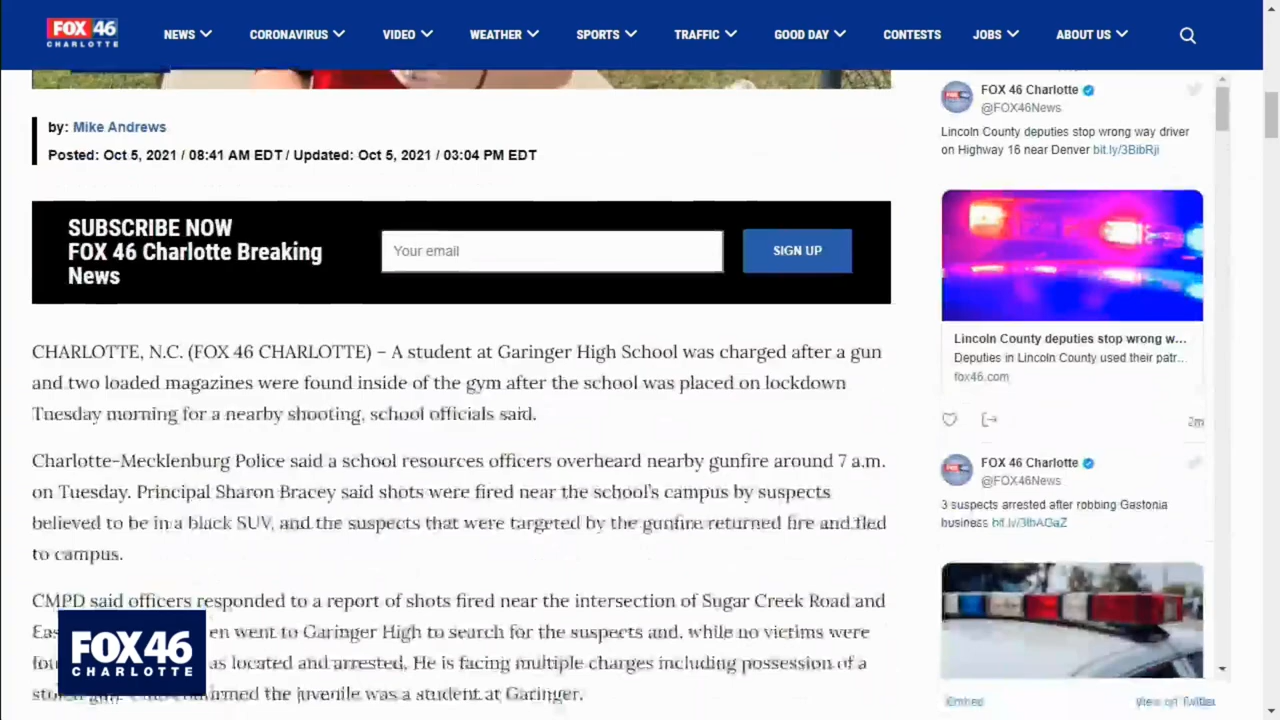 FOX 46
CHARLOTTE
NEWS
CORONAVIRUS
VIDEO
WEATHER
SPORTS
TRAFFIC
GOOD DAY
CONTESTS
JOBS
ABOUT US
by: Mike Andrews
Posted: Oct 5, 2021 / 08:41 AM EDT / Updated: Oct 5, 2021 / 03:04 PM EDT
SUBSCRIBE NOW
FOX 46 Charlotte Breaking
News
Your email
SIGN UP
CHARLOTTE, N.C. (FOX 46 CHARLOTTE) – A student at Garinger High School was charged after a gun
and two loaded magazines were found inside of the gym after the school was placed on lockdown
Tuesday morning for a nearby shooting, school officials said.
Charlotte-Mecklenburg Police said a school resources officers overheard nearby gunfire around 7 a.m.
on Tuesday. Principal Sharon Bracey said shots were fired near the school's campus by suspects
believed to be in a black SUV, and the suspects that were targeted by the gunfire returned fire and fled
to campus.
CMPD said officers responded to a report of shots fired near the intersection of Sugar Creek Road and
en went to Garinger High to search for the suspects and, while no victims were
as located and arrested. He is facing multiple charges including possession of a
the juvenile was a student at Garinger.
FOX 46
CHARLOTTE
FOX 46 Charlotte
@FOX46News
Lincoln County deputies stop wrong way driver
on Highway 16 near Denver bit.ly/3BibRji
Lincoln County deputies stop wrong w...
Deputies in Lincoln County used their patr...
fox46.com
2m
FOX 46 Charlotte
@FOX46News
3 suspects arrested after robbing Gastonia
business
Embed
View on Twitter